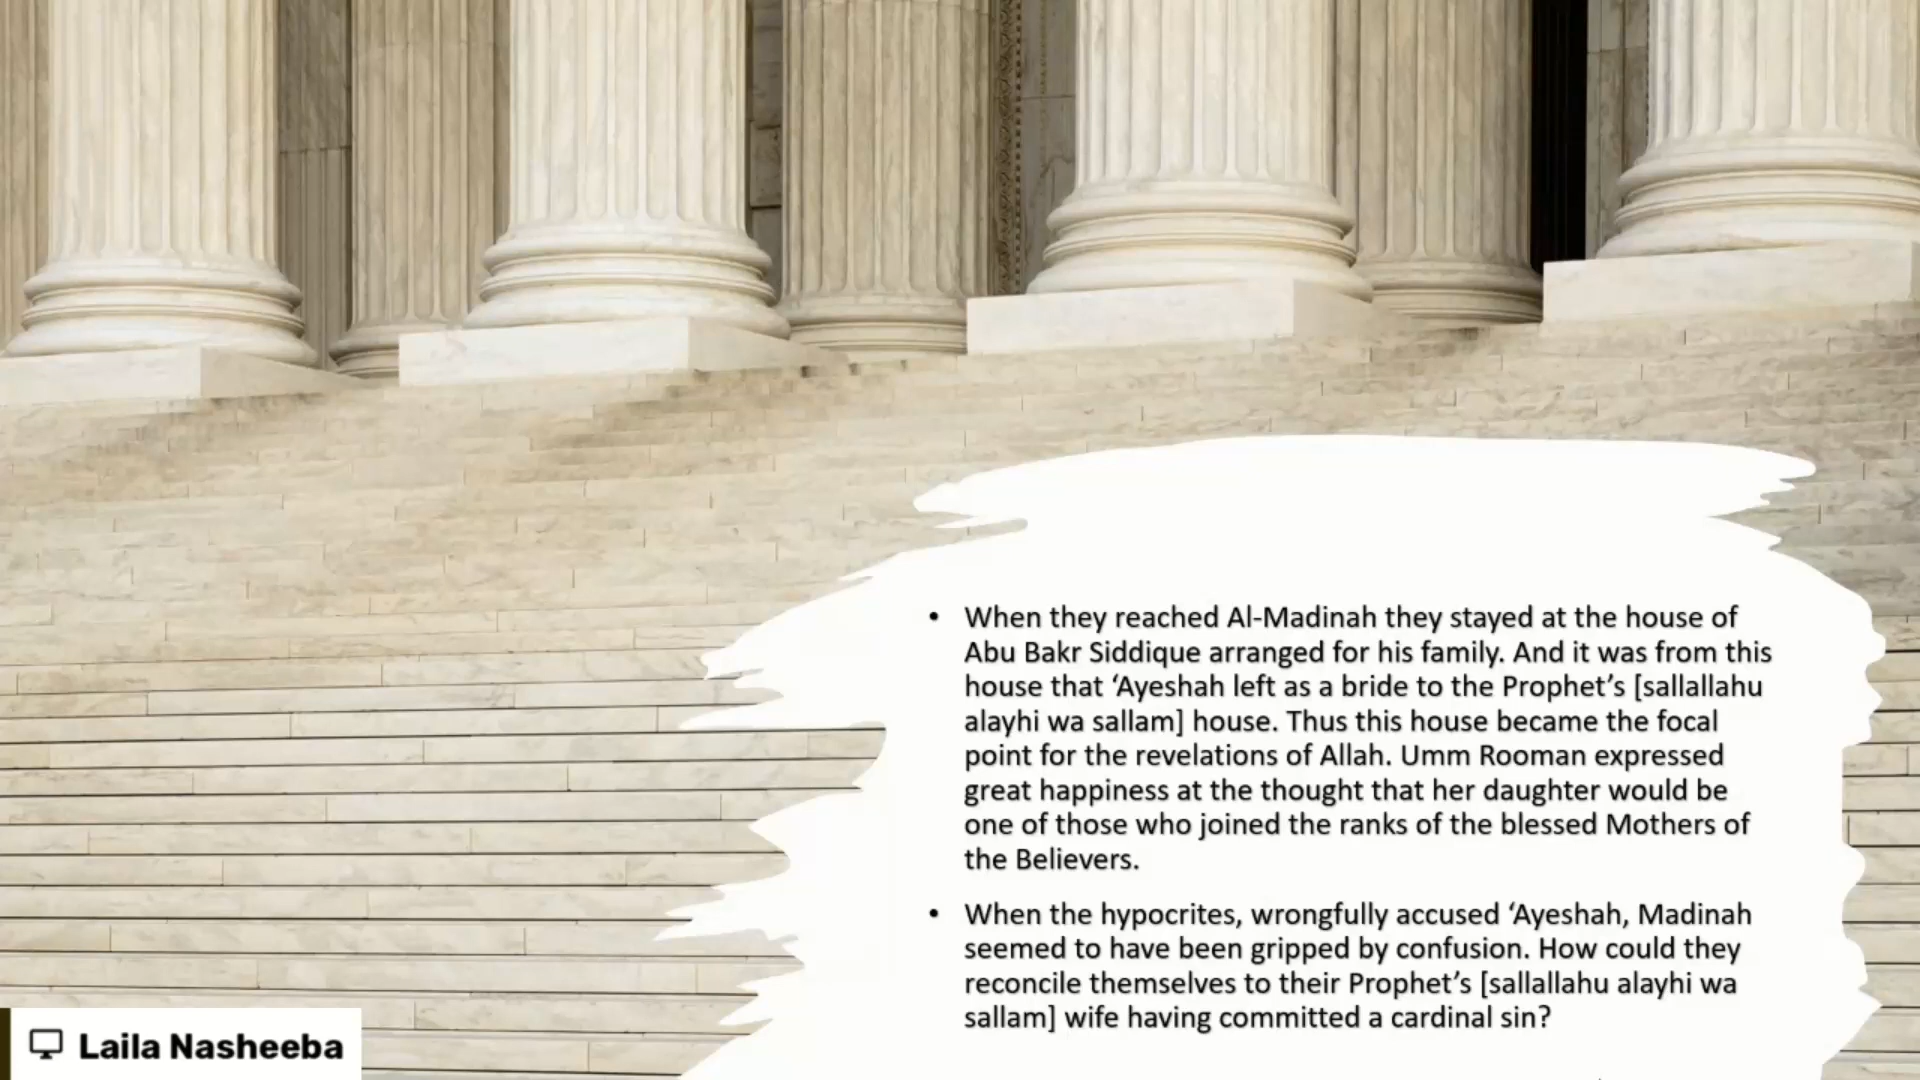 • When they reached Al-Madinah they stayed at the house of
Abu Bakr Siddique arranged for his family. And it was from this
house that ‘Ayeshah left as a bride to the Prophet’s [sallallahu
alayhi wa sallam] house. Thus this house became the focal
point for the revelations of Allah. Umm Rooman expressed
great happiness at the thought that her daughter would be
one of those who joined the ranks of the blessed Mothers of
the Believers.
• When the hypocrites, wrongfully accused ‘Ayeshah, Madinah
seemed to have been gripped by confusion. How could they
reconcile themselves to their Prophet’s [sallallahu alayhi wa
sallam] wife having committed a cardinal sin?
Laila Nasheeba